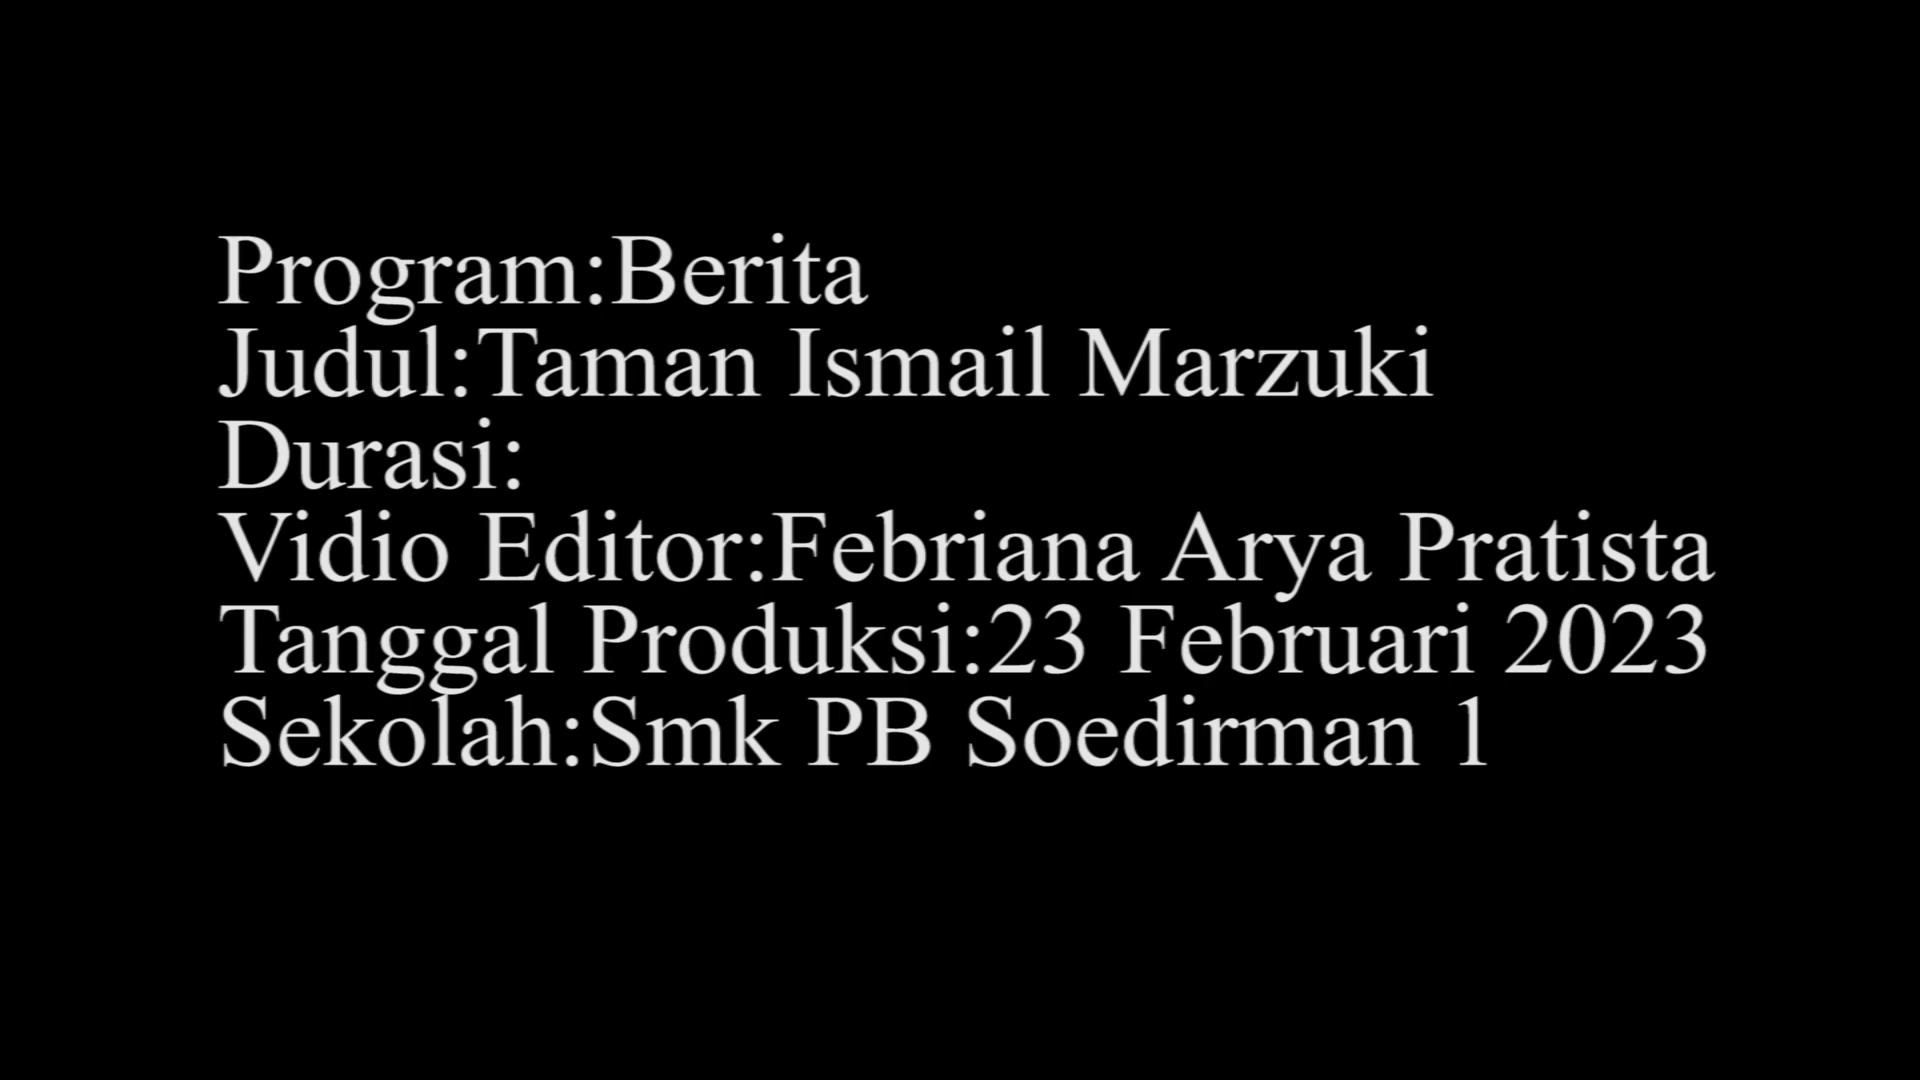 Program:Berita
Judul:Taman Ismail Marzuki
Durasi:
Vidio Editor:Febriana Arya Pratista
Tanggal Produksi:23 Februari 2023
Sekolah:Smk PB Soedirman 1